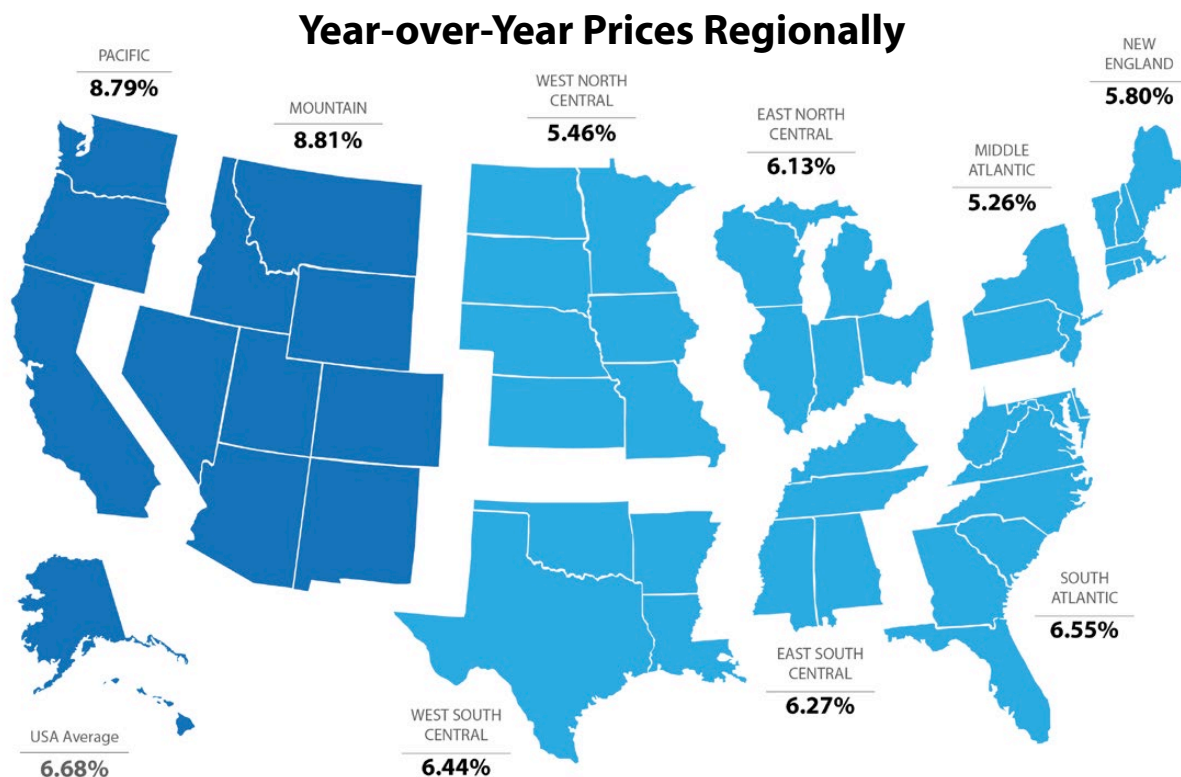 Year-over-Year Prices Regionally
PACIFIC
8.79%
MOUNTAIN
8.81%
WEST NORTH
CENTRAL
5.46%
EAST NORTH
CENTRAL
6.13%
MIDDLE
ATLANTIC
5.26%
NEW
ENGLAND
5.80%
SOUTH
ATLANTIC
6.55%
EAST SOUTH
CENTRAL
6.27%
WEST SOUTH
CENTRAL
6.44%
USA Average
6.68%